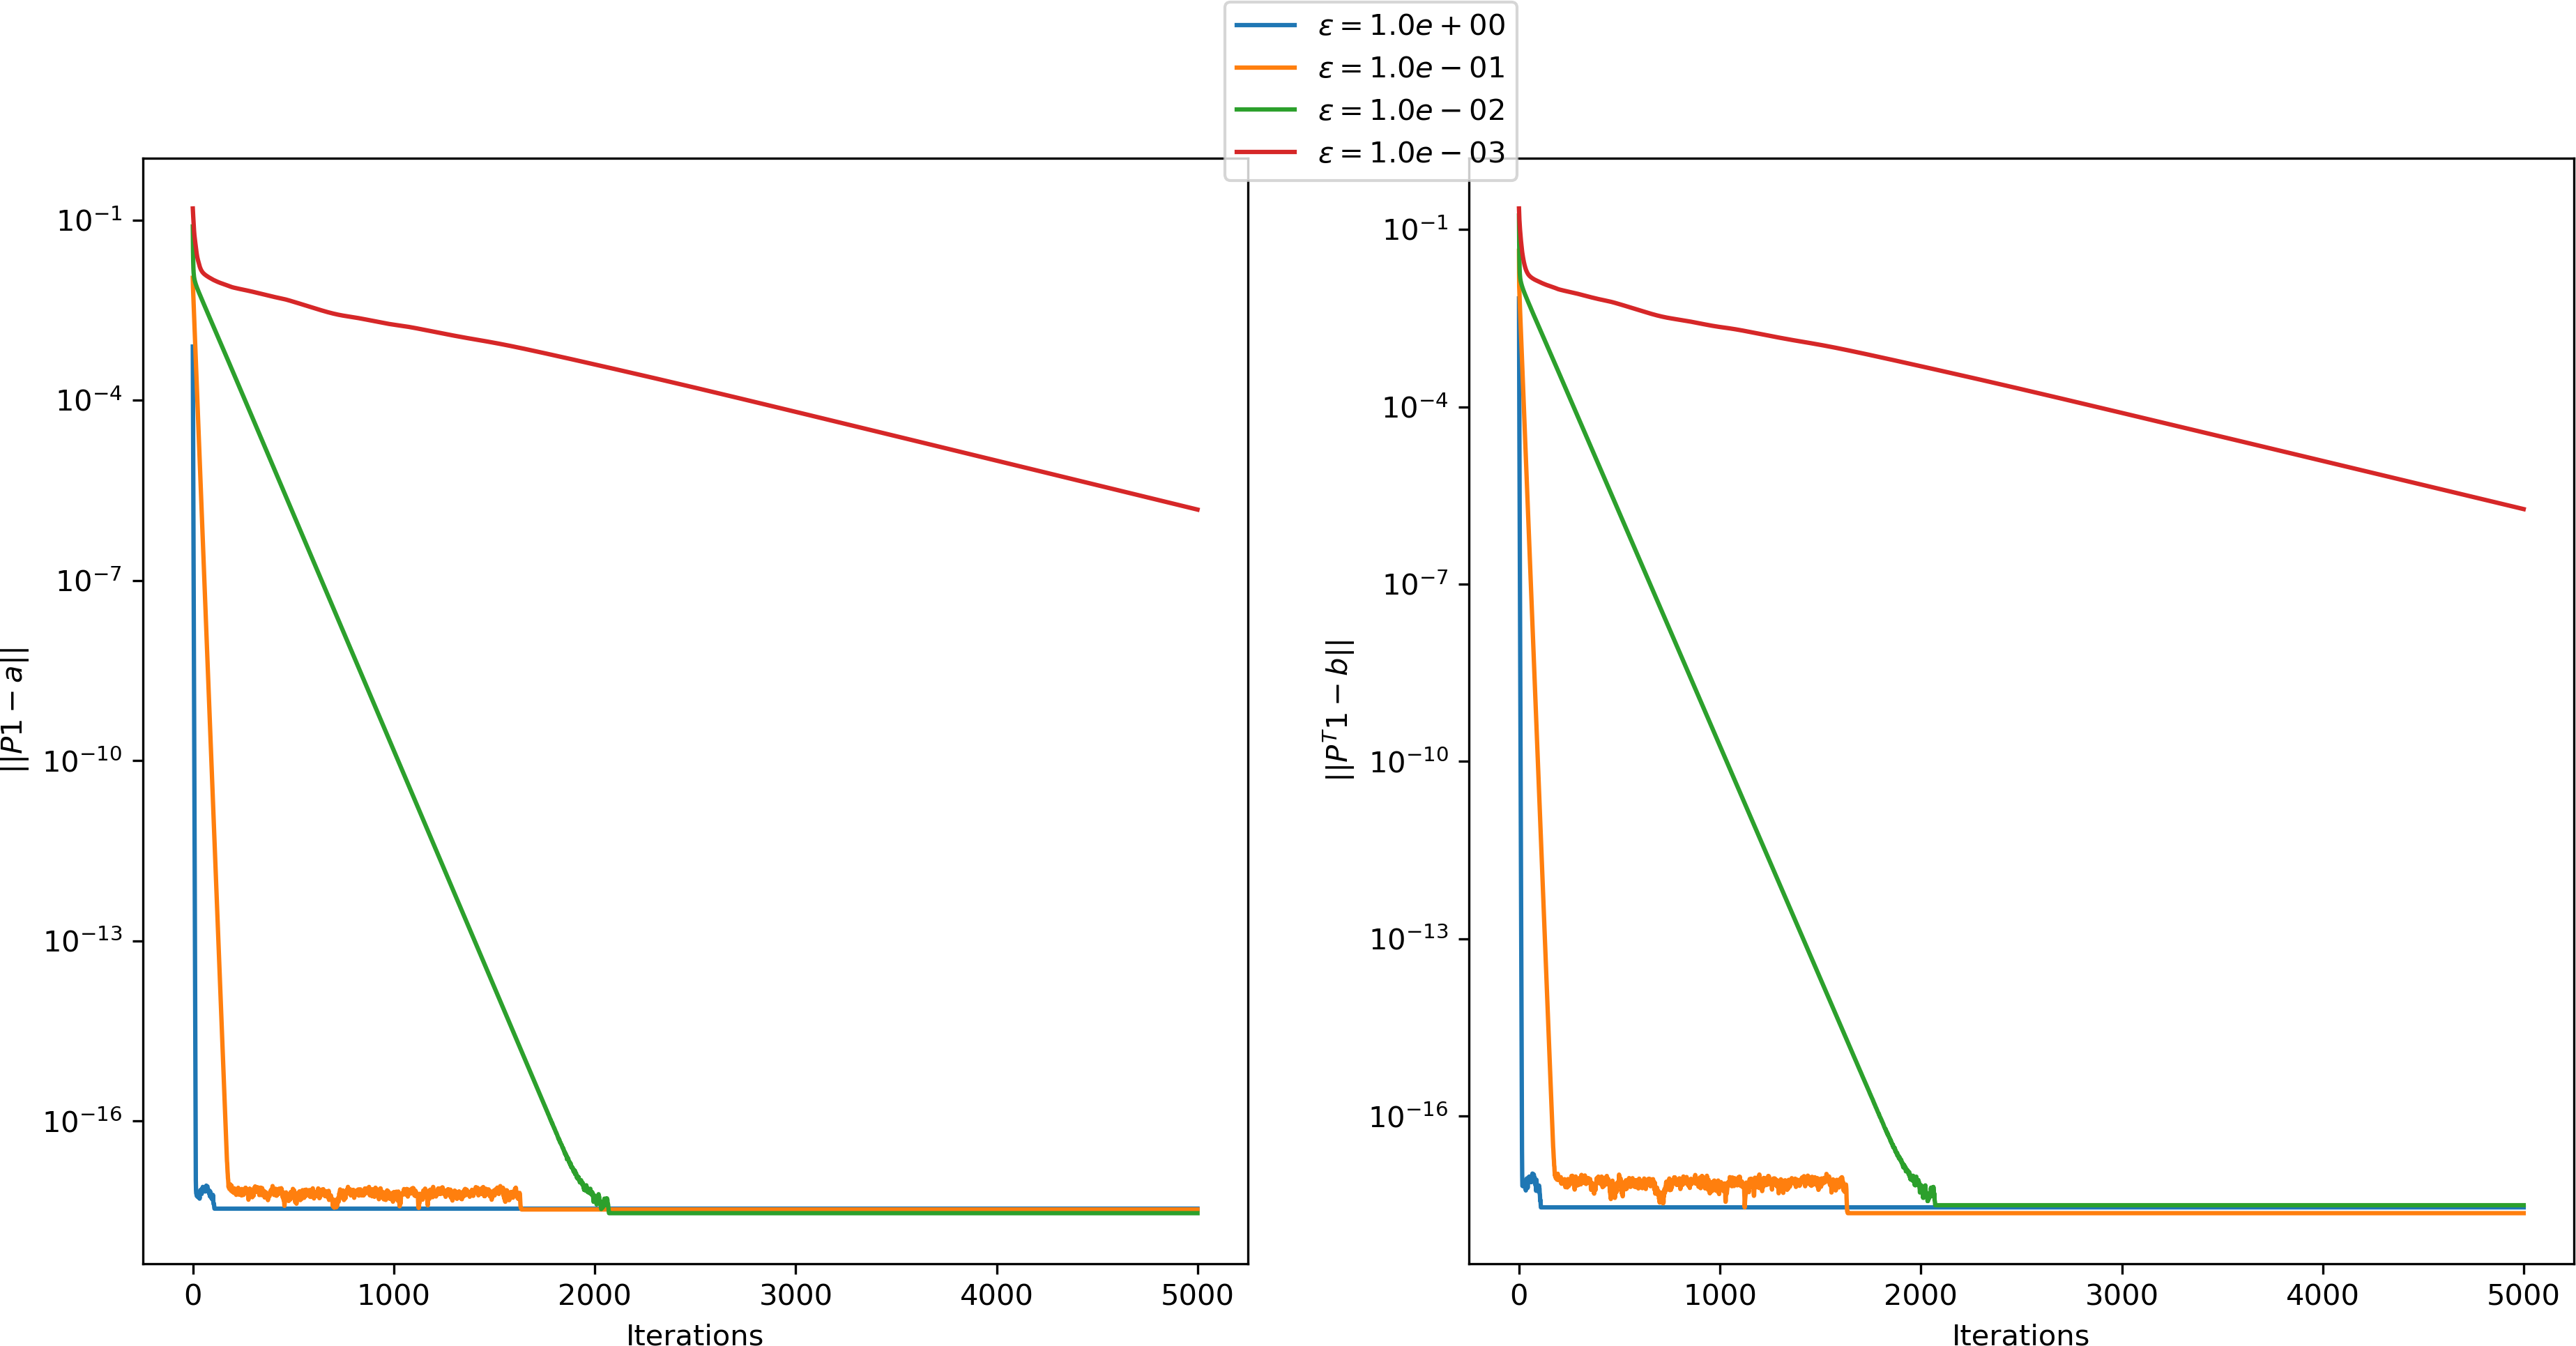 ε = 1.0e + 00
ε = 1.0e − 01
ε = 1.0e − 02
ε = 1.0e − 03
||P1 − a||
10⁻¹
10⁻⁴
10⁻⁷
10⁻¹⁰
10⁻¹³
10⁻¹⁶
0 1000 2000 3000 4000 5000
Iterations
||Pᵀ1 − b||
10⁻¹
10⁻⁴
10⁻⁷
10⁻¹⁰
10⁻¹³
10⁻¹⁶
0 1000 2000 3000 4000 5000
Iterations